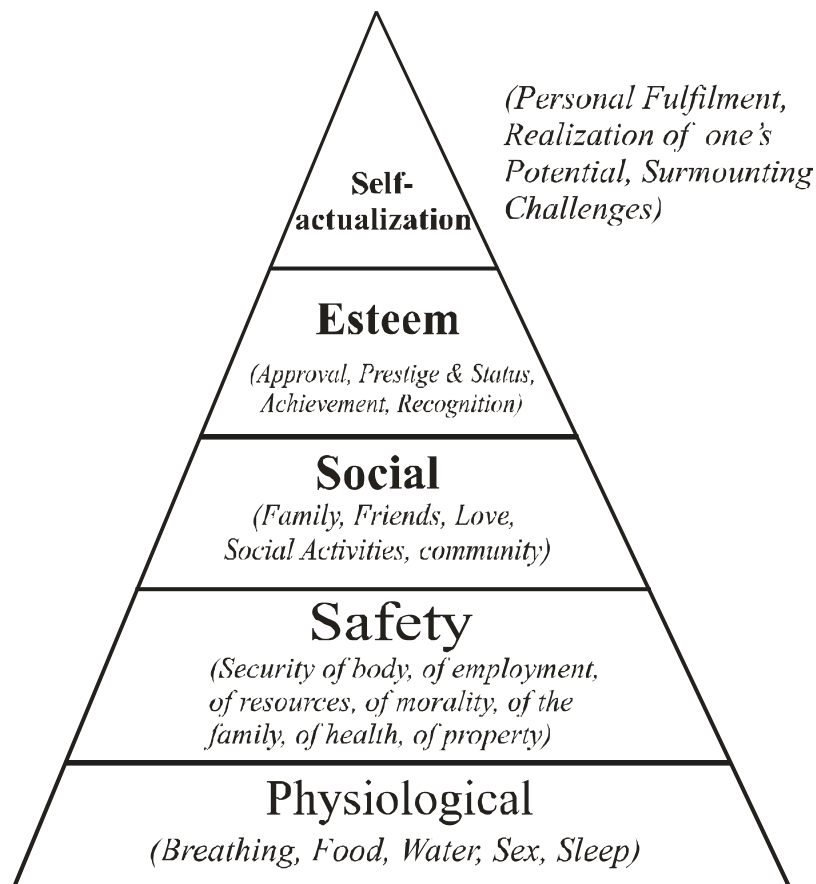 (Personal Fulfilment,
Realization of one's
Potential, Surmounting
Challenges)
Self-
actualization
Esteem
(Approval, Prestige & Status,
Achievement, Recognition)
Social
(Family, Friends, Love,
Social Activities, community)
Safety
(Security of body, of employment,
of resources, of morality, of the
family, of health, of property)
Physiological
(Breathing, Food, Water, Sex, Sleep)